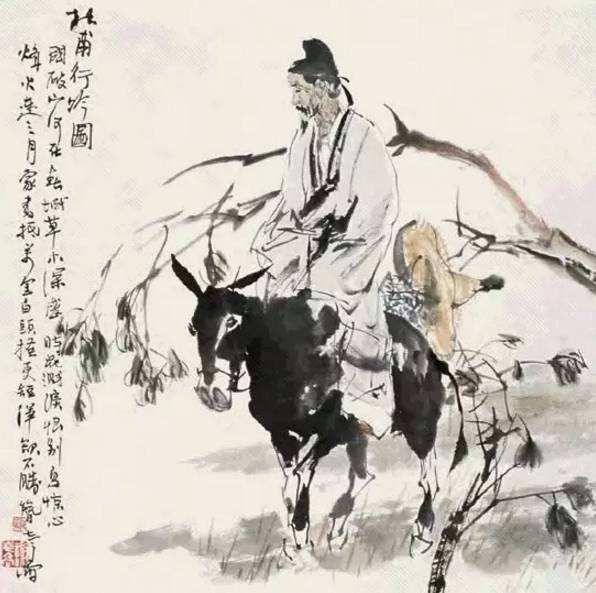 杜甫行吟圖
國破山河在春城草木深感時花濺淚恨別鳥驚心
烽火連三月家書抵萬金白頭搔更短渾欲不勝簪